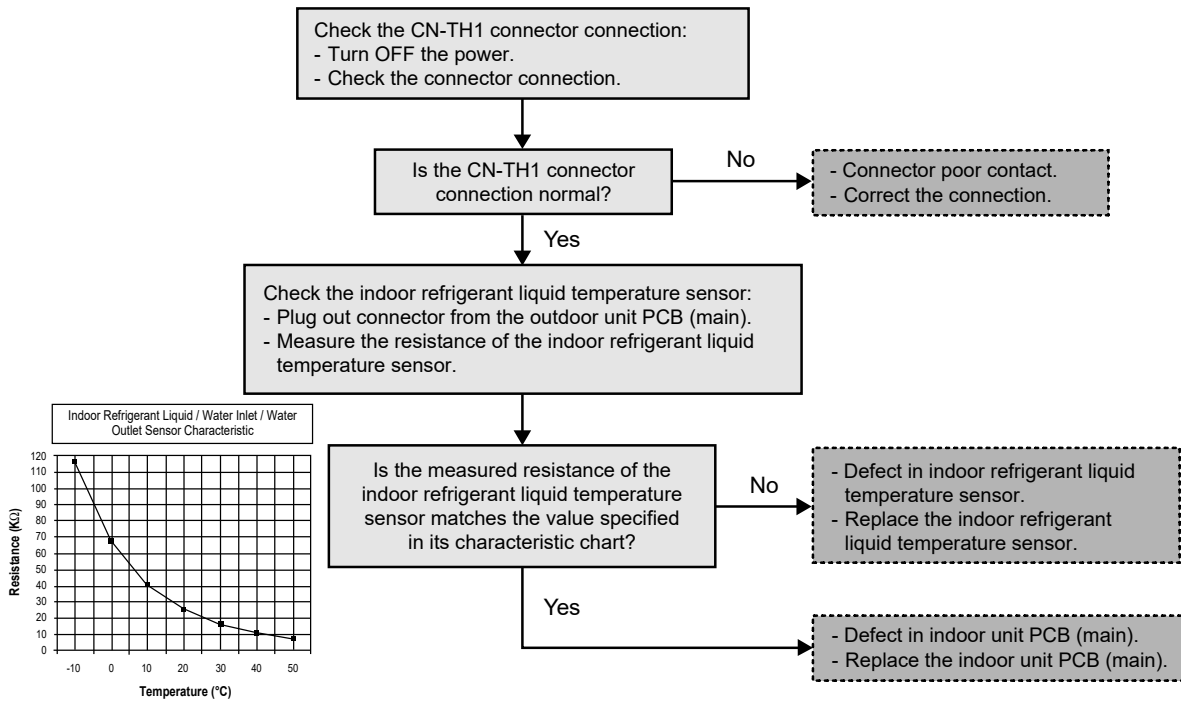 Check the CN-TH1 connector connection:
- Turn OFF the power.
- Check the connector connection.
Is the CN-TH1 connector
connection normal?
No
- Connector poor contact.
- Correct the connection.
Yes
Check the indoor refrigerant liquid temperature sensor:
- Plug out connector from the outdoor unit PCB (main).
- Measure the resistance of the indoor refrigerant liquid
temperature sensor.
Indoor Refrigerant Liquid / Water Inlet / Water
Outlet Sensor Characteristic
Resistance (KΩ)
120
110
100
90
80
70
60
50
40
30
20
10
0
-10 0 10 20 30 40 50
Temperature (°C)
Is the measured resistance of the
indoor refrigerant liquid temperature
sensor matches the value specified
in its characteristic chart?
No
- Defect in indoor refrigerant liquid
temperature sensor.
- Replace the indoor refrigerant
liquid temperature sensor.
Yes
- Defect in indoor unit PCB (main).
- Replace the indoor unit PCB (main).